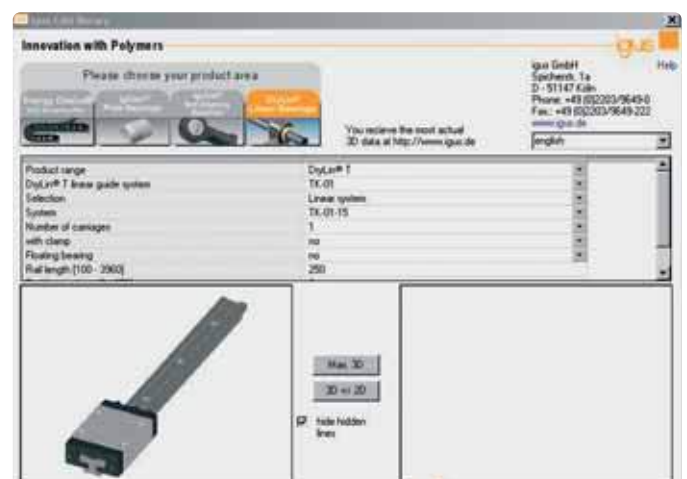 Innovation with Polymers
igus
Please choose your product area
igus GmbH
Spicherstr. 1a
D - 51147 Köln
Phone: +49 (0)2203/9649-0
Fax.: +49 (0)2203/9649-222
www.igus.de
Help
You recieve the most actual
3D data at http://www.igus.de
english
Product range DryLin® T
DryLin® T linear guide system TK-01
Selection Linear system
System TK-01-15
Number of carriages 1
with clamp no
Floating bearing no
Rail length [100 - 3960] 250
Max 3D
3D <-> 2D
hide hidden
lines